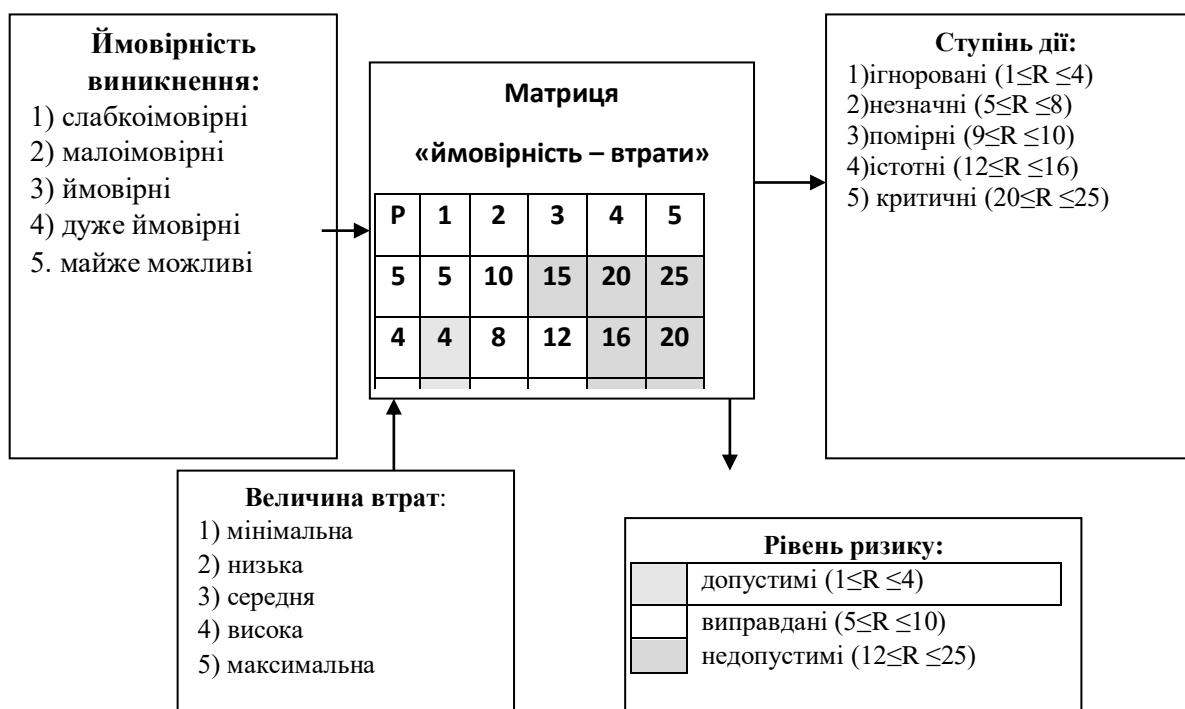 Ймовірність
виникнення:
1) слабкоімовірні
2) малоімовірні
3) ймовірні
4) дуже ймовірні
5. майже можливі
Матриця
«ймовірність – втрати»
Р 1 2 3 4 5
5 5 10 15 20 25
4 4 8 12 16 20
Ступінь дії:
1)ігноровані (1≤R ≤4)
2)незначні (5≤R ≤8)
3)помірні (9≤R ≤10)
4)істотні (12≤R ≤16)
5) критичні (20≤R ≤25)
Величина втрат:
1) мінімальна
2) низька
3) середня
4) висока
5) максимальна
Рівень ризику:
допустимі (1≤R ≤4)
виправдані (5≤R ≤10)
недопустимі (12≤R ≤25)